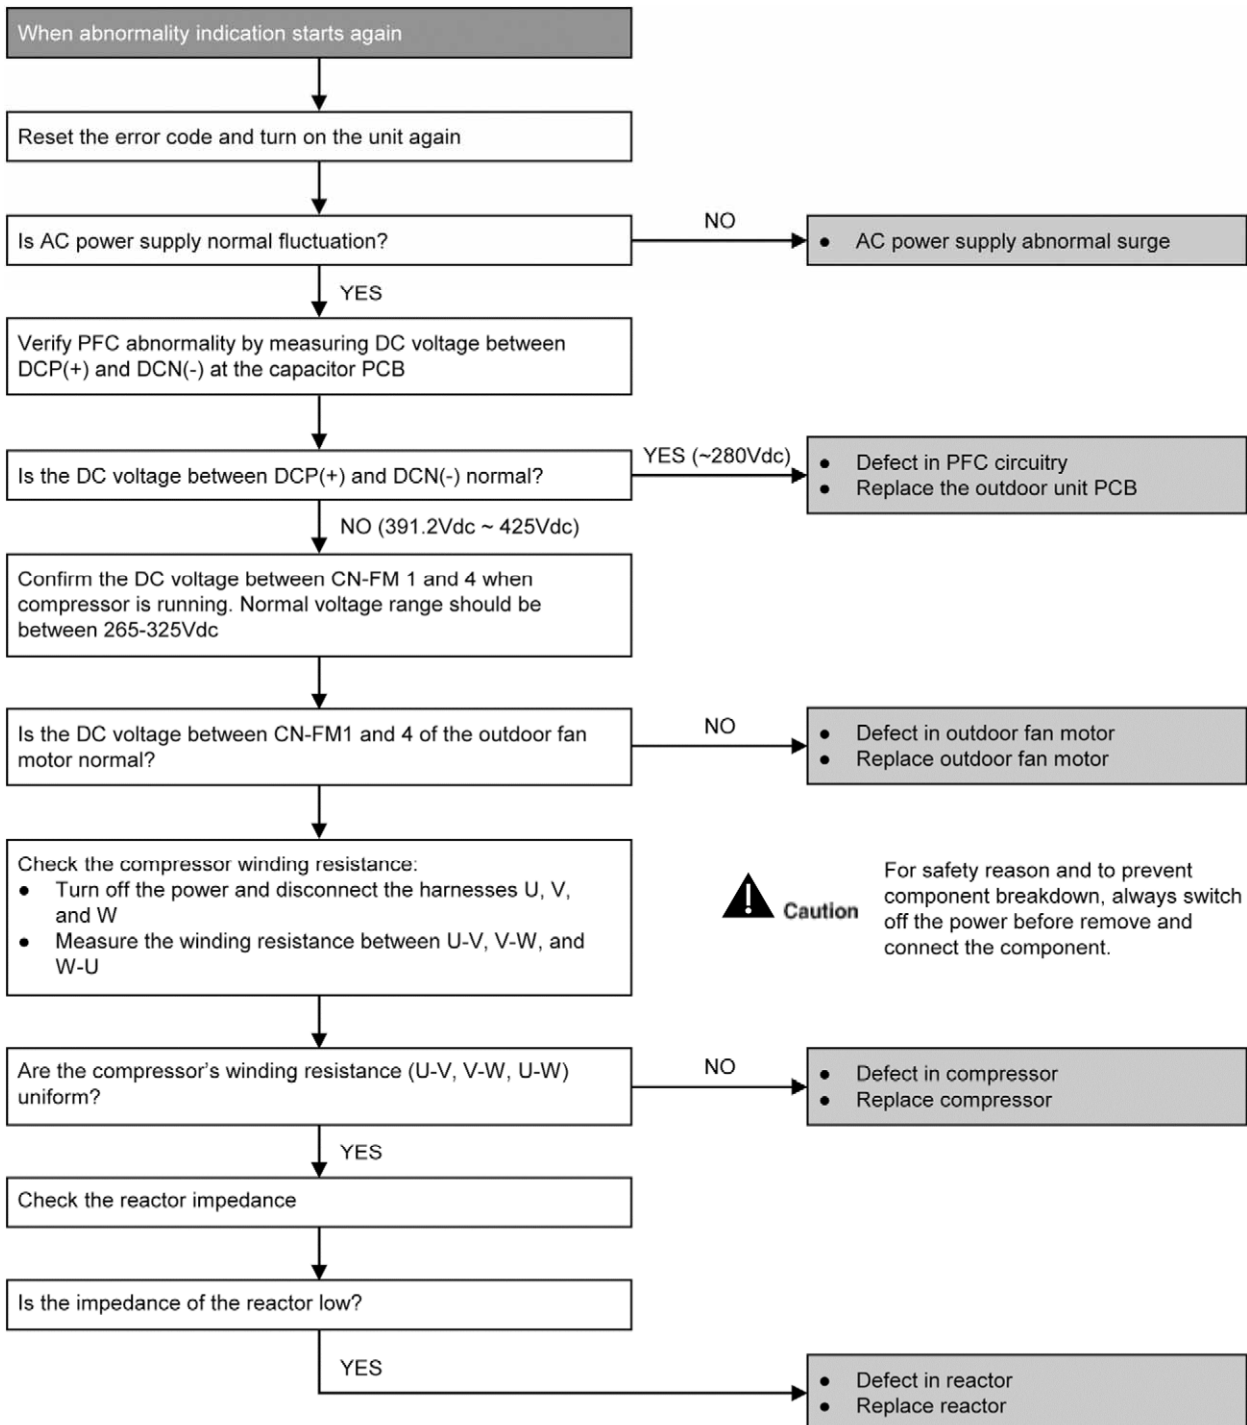 When abnormality indication starts again
Reset the error code and turn on the unit again
Is AC power supply normal fluctuation?
NO
● AC power supply abnormal surge
YES
Verify PFC abnormality by measuring DC voltage between
DCP(+) and DCN(-) at the capacitor PCB
Is the DC voltage between DCP(+) and DCN(-) normal?
YES (~280Vdc)
● Defect in PFC circuitry
● Replace the outdoor unit PCB
NO (391.2Vdc ~ 425Vdc)
Confirm the DC voltage between CN-FM 1 and 4 when
compressor is running. Normal voltage range should be
between 265-325Vdc
Is the DC voltage between CN-FM1 and 4 of the outdoor fan
motor normal?
NO
● Defect in outdoor fan motor
● Replace outdoor fan motor
Check the compressor winding resistance:
● Turn off the power and disconnect the harnesses U, V,
and W
● Measure the winding resistance between U-V, V-W, and
W-U
Caution
For safety reason and to prevent
component breakdown, always switch
off the power before remove and
connect the component.
Are the compressor’s winding resistance (U-V, V-W, U-W)
uniform?
NO
● Defect in compressor
● Replace compressor
YES
Check the reactor impedance
Is the impedance of the reactor low?
YES
● Defect in reactor
● Replace reactor